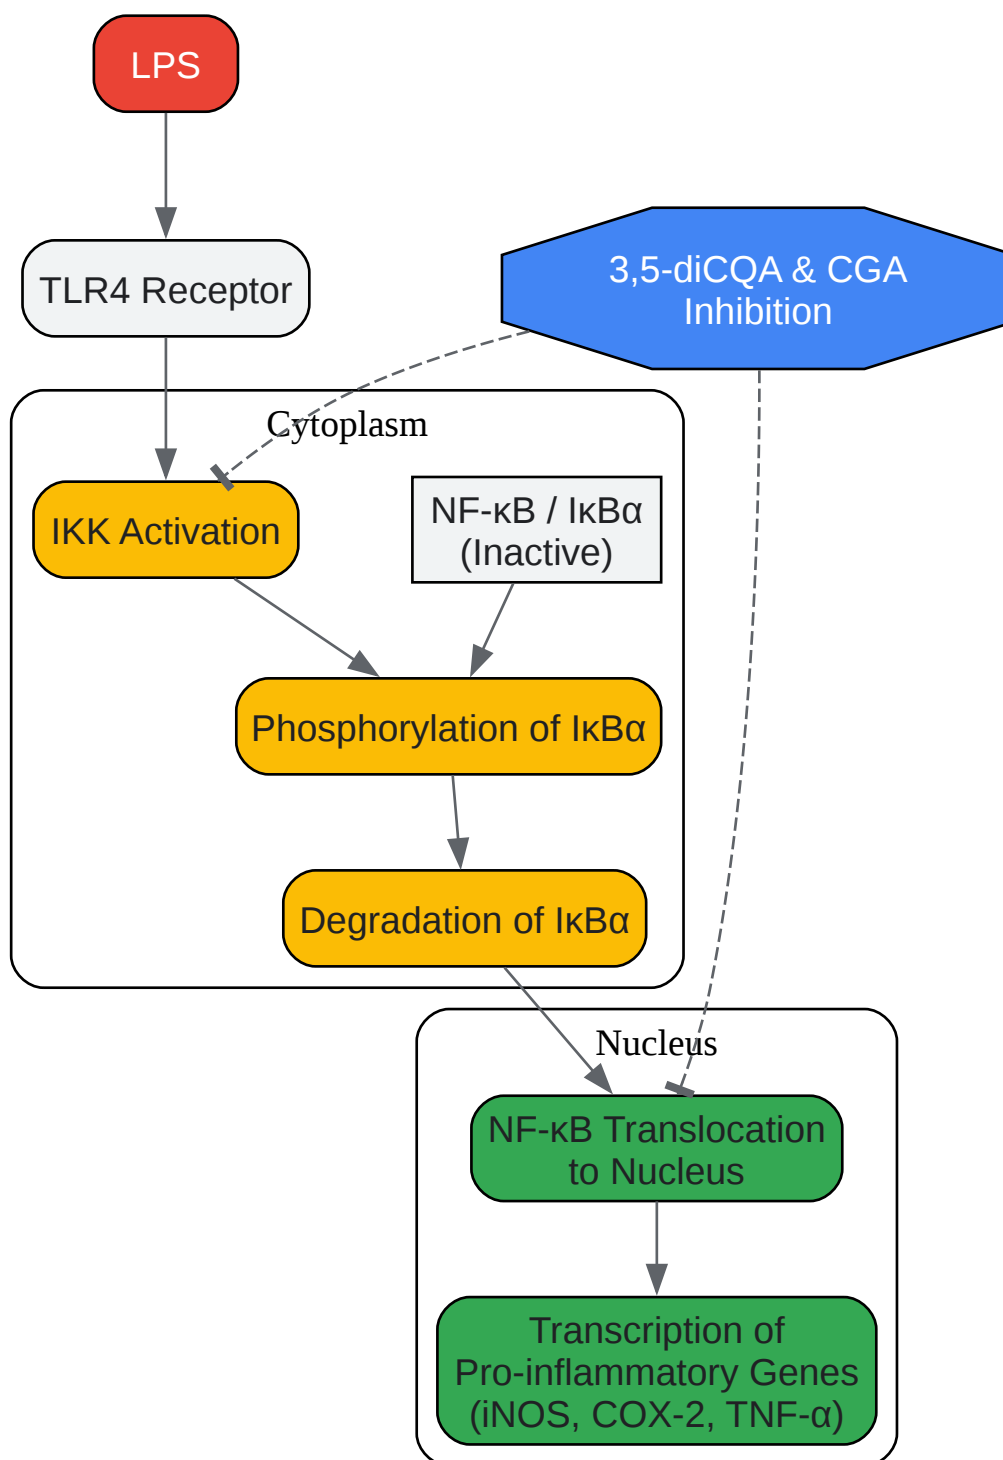 LPS
TLR4 Receptor
3,5-diCQA & CGA
Inhibition
Cytoplasm
IKK Activation
NF-κB / IκBα
(Inactive)
Phosphorylation of IκBα
Degradation of IκBα
Nucleus
NF-κB Translocation
to Nucleus
Transcription of
Pro-inflammatory Genes
(iNOS, COX-2, TNF-α)